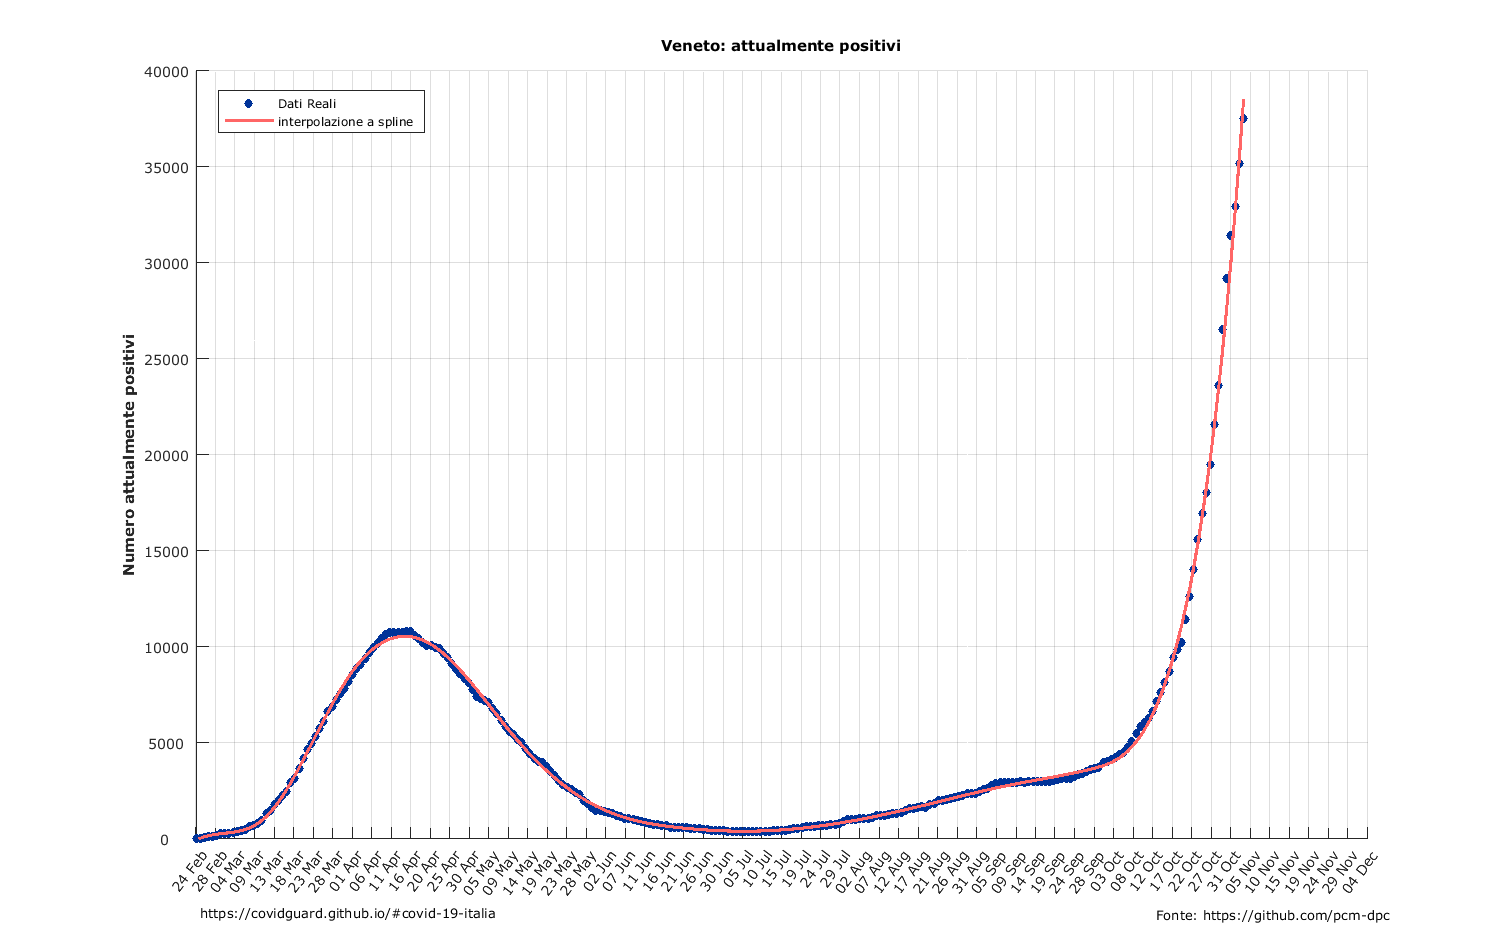 Veneto: attualmente positivi
40000
35000
30000
25000
20000
15000
10000
5000
0
Numero attualmente positivi
Dati Reali
interpolazione a spline
24 Feb
28 Feb
04 Mar
09 Mar
13 Mar
18 Mar
23 Mar
28 Mar
01 Apr
06 Apr
11 Apr
16 Apr
20 Apr
25 Apr
30 Apr
05 May
09 May
14 May
19 May
23 May
28 May
02 Jun
07 Jun
11 Jun
16 Jun
21 Jun
26 Jun
30 Jun
05 Jul
10 Jul
15 Jul
19 Jul
24 Jul
29 Jul
02 Aug
07 Aug
12 Aug
17 Aug
21 Aug
26 Aug
31 Aug
05 Sep
09 Sep
14 Sep
19 Sep
24 Sep
28 Sep
03 Oct
08 Oct
12 Oct
17 Oct
22 Oct
27 Oct
31 Oct
05 Nov
10 Nov
15 Nov
19 Nov
24 Nov
29 Nov
04 Dec
https://covidguard.github.io/#covid-19-italia
Fonte: https://github.com/pcm-dpc